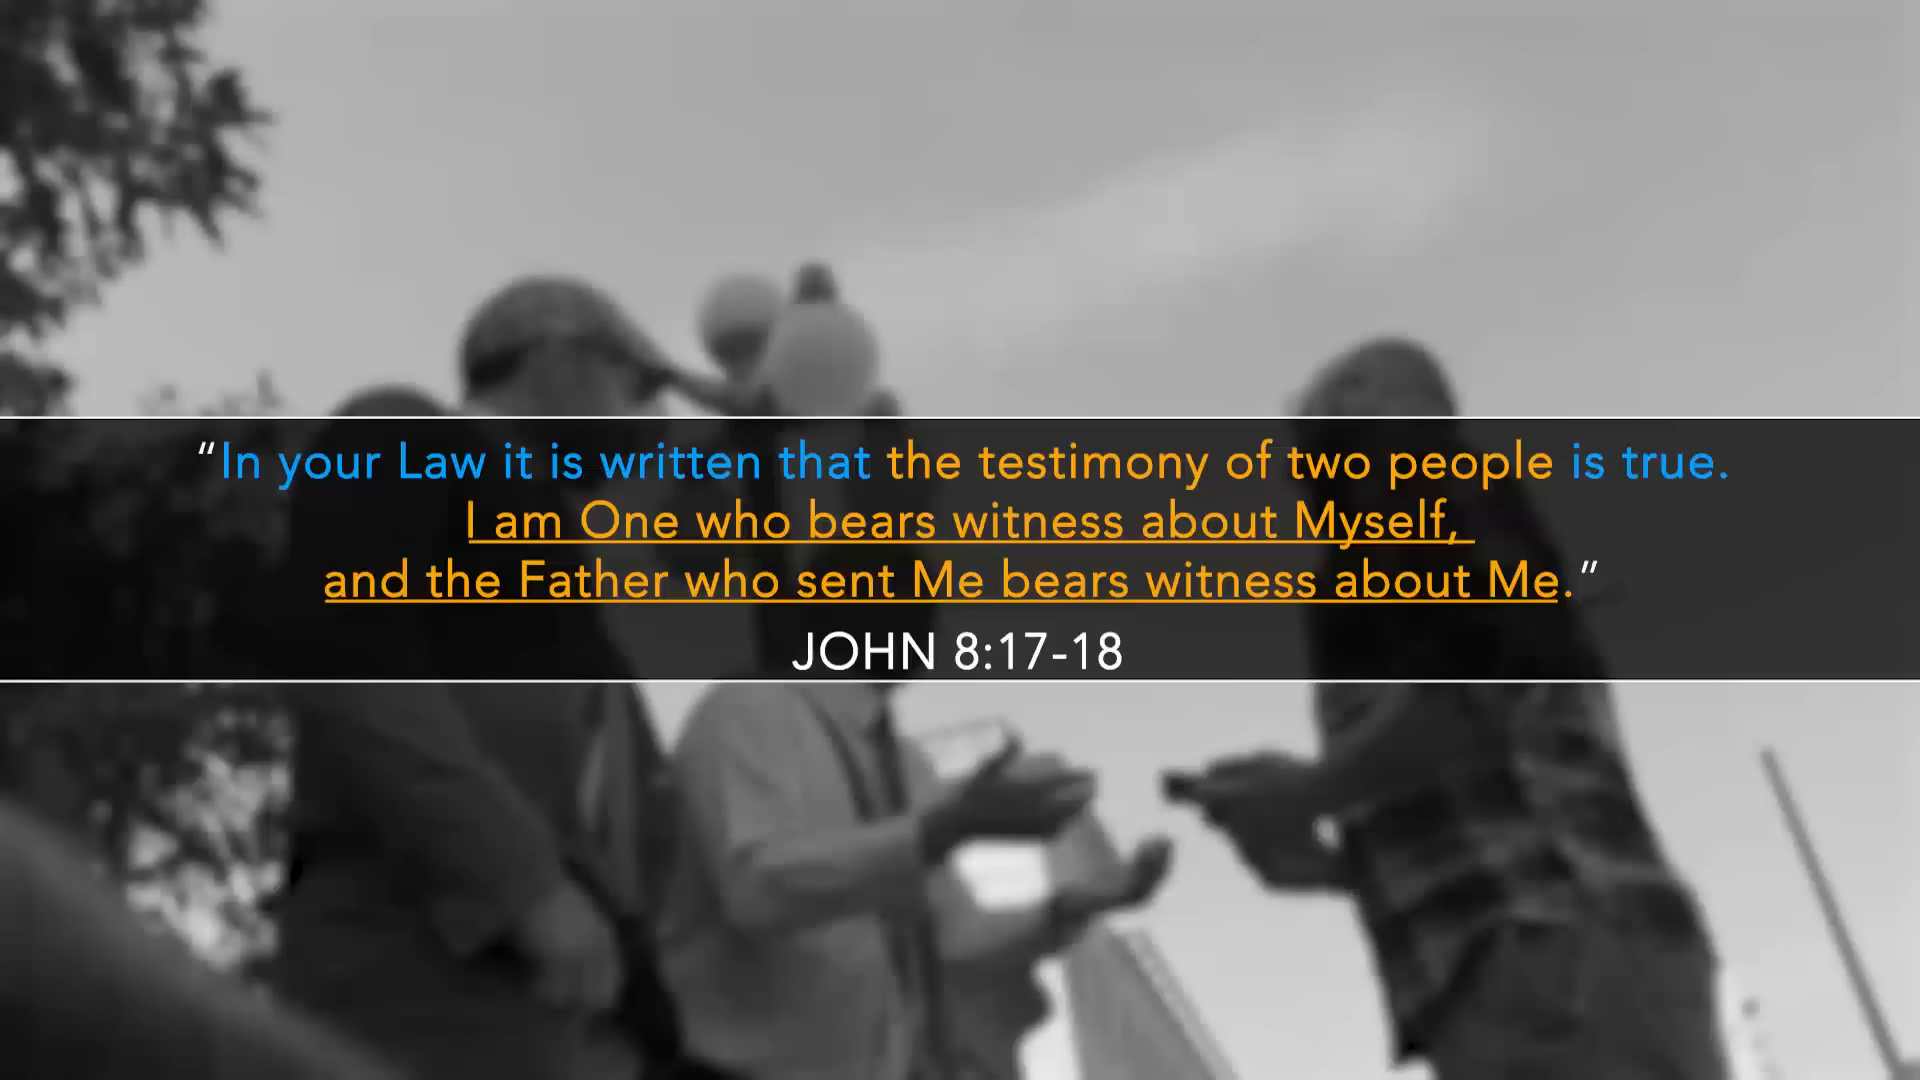 “In your Law it is written that the testimony of two people is true.
I am One who bears witness about Myself,
and the Father who sent Me bears witness about Me.”
JOHN 8:17-18